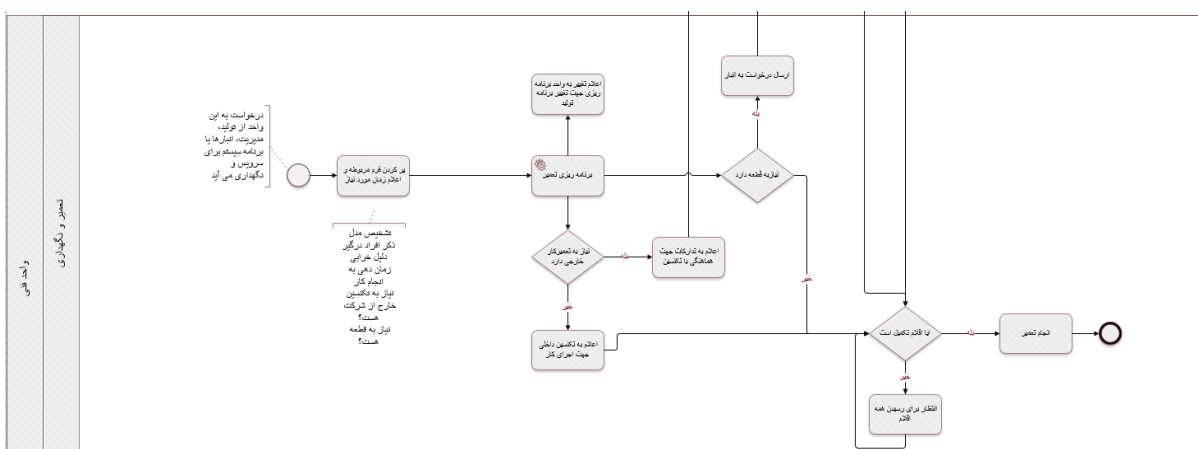 واحد فنی
تعمیر و نگهداری
درخواست به این
واحد از تولید،
مدیریت، انبارها یا
برنامه سیستم برای
سرویس و
نگهداری می آید
پر کردن فرم مربوطه و
اعلام زمان مورد نیاز
تشخیص مدل
ذکر افراد درگیر
دلیل خرابی
زمان دهی به
انجام کار
نیاز به تکنسین
خارج از شرکت
هست؟
نیاز به قطعه
هست؟
اعلام تغییر به واحد برنامه
ریزی جهت تغییر برنامه
تولید
برنامه ریزی تعمیر
نیاز به تعمیرکار
خارجی دارد
بله
خیر
اعلام به تدارکات جهت
هماهنگی با تکنسین
اعلام به تکنسین داخلی
جهت اجرای کار
ارسال درخواست به انبار
بله
نیازبه قطعه دارد
خیر
ایا اقلام تکمیل است
بله
انجام تعمیر
خیر
انتظار برای رسیدن همه
اقلام